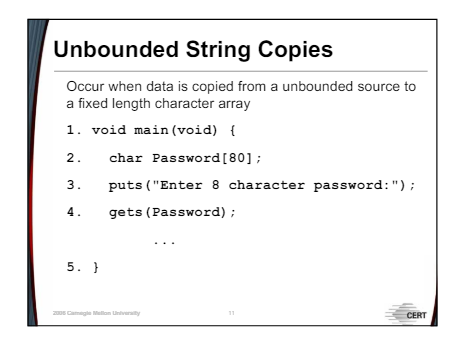 Unbounded String Copies
Occur when data is copied from a unbounded source to
a fixed length character array
1. void main(void) {
2. char Password[80];
3. puts("Enter 8 character password:");
4. gets(Password);
...
5. }
Carnegie Mellon University
11
CERT